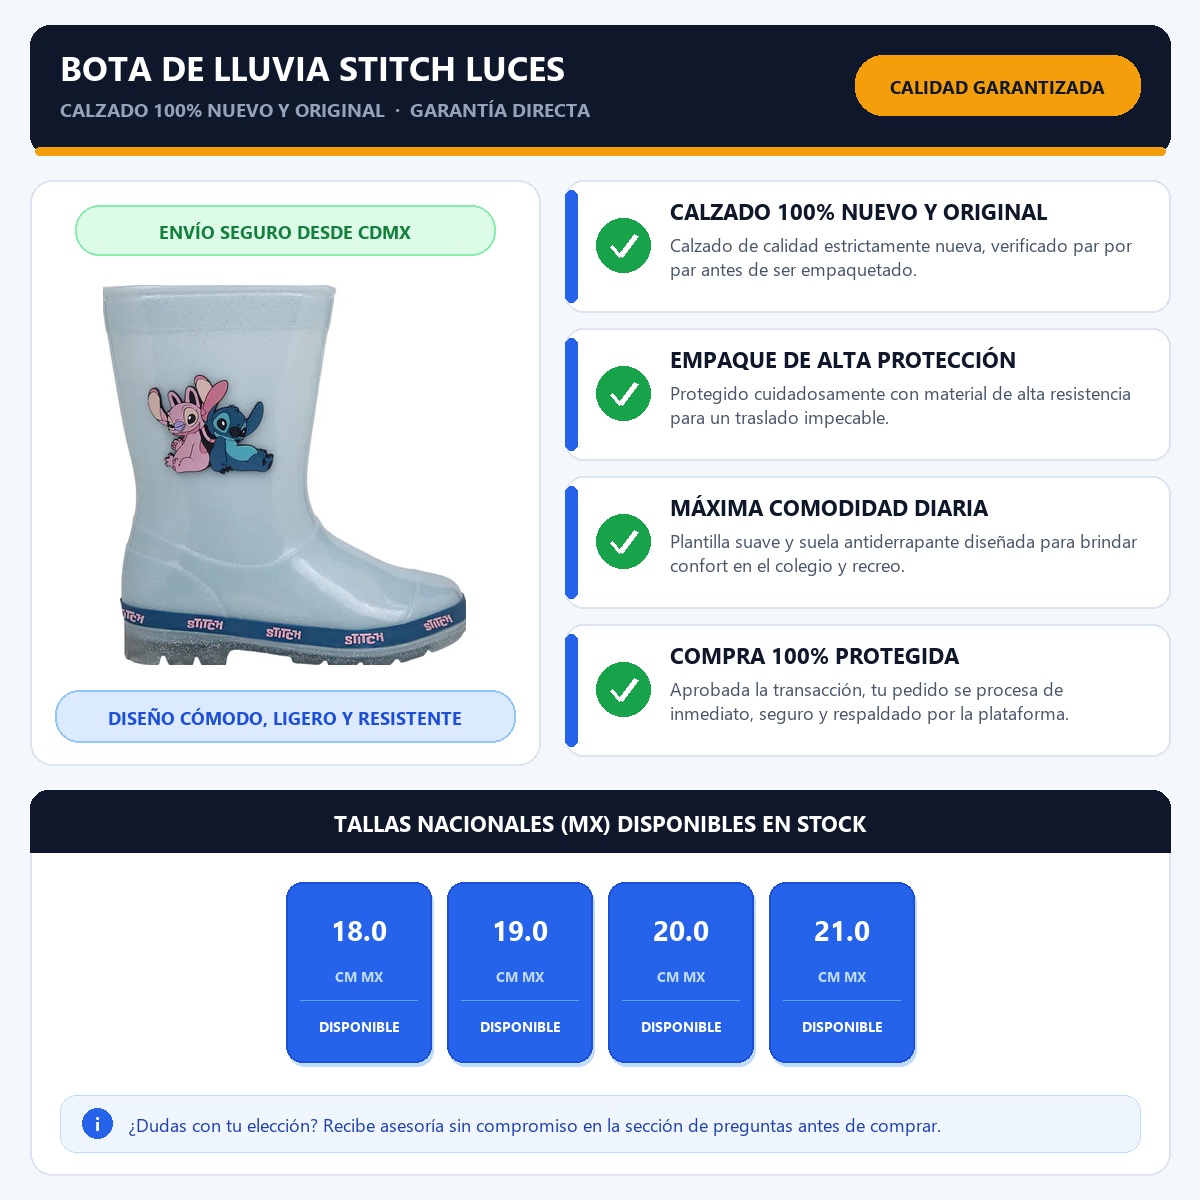 BOTA DE LLUVIA STITCH LUCES
CALZADO 100% NUEVO Y ORIGINAL · GARANTÍA DIRECTA
CALIDAD GARANTIZADA
ENVÍO SEGURO DESDE CDMX
STITCH STITCH STITCH STITCH
DISEÑO CÓMODO, LIGERO Y RESISTENTE
CALZADO 100% NUEVO Y ORIGINAL
Calzado de calidad estrictamente nueva, verificado par por
par antes de ser empaquetado.
EMPAQUE DE ALTA PROTECCIÓN
Protegido cuidadosamente con material de alta resistencia
para un traslado impecable.
MÁXIMA COMODIDAD DIARIA
Plantilla suave y suela antiderrapante diseñada para brindar
confort en el colegio y recreo.
COMPRA 100% PROTEGIDA
Aprobada la transacción, tu pedido se procesa de
inmediato, seguro y respaldado por la plataforma.
TALLAS NACIONALES (MX) DISPONIBLES EN STOCK
18.0
CM MX
DISPONIBLE
19.0
CM MX
DISPONIBLE
20.0
CM MX
DISPONIBLE
21.0
CM MX
DISPONIBLE
¿Dudas con tu elección? Recibe asesoría sin compromiso en la sección de preguntas antes de comprar.